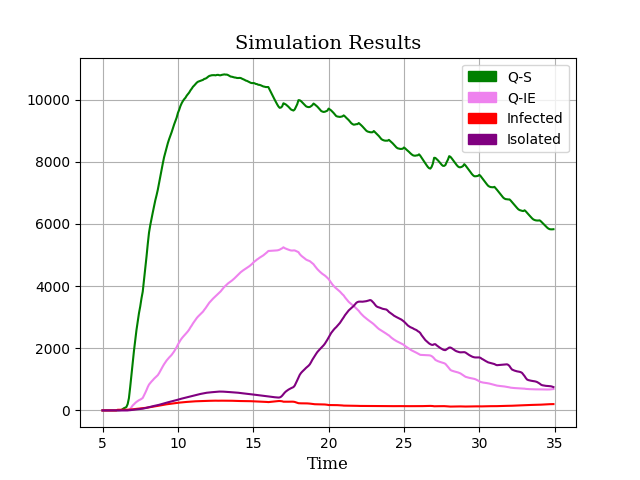 Simulation Results
Q-S
Q-IE
Infected
Isolated
10000
8000
6000
4000
2000
0
5 10 15 20 25 30 35
Time